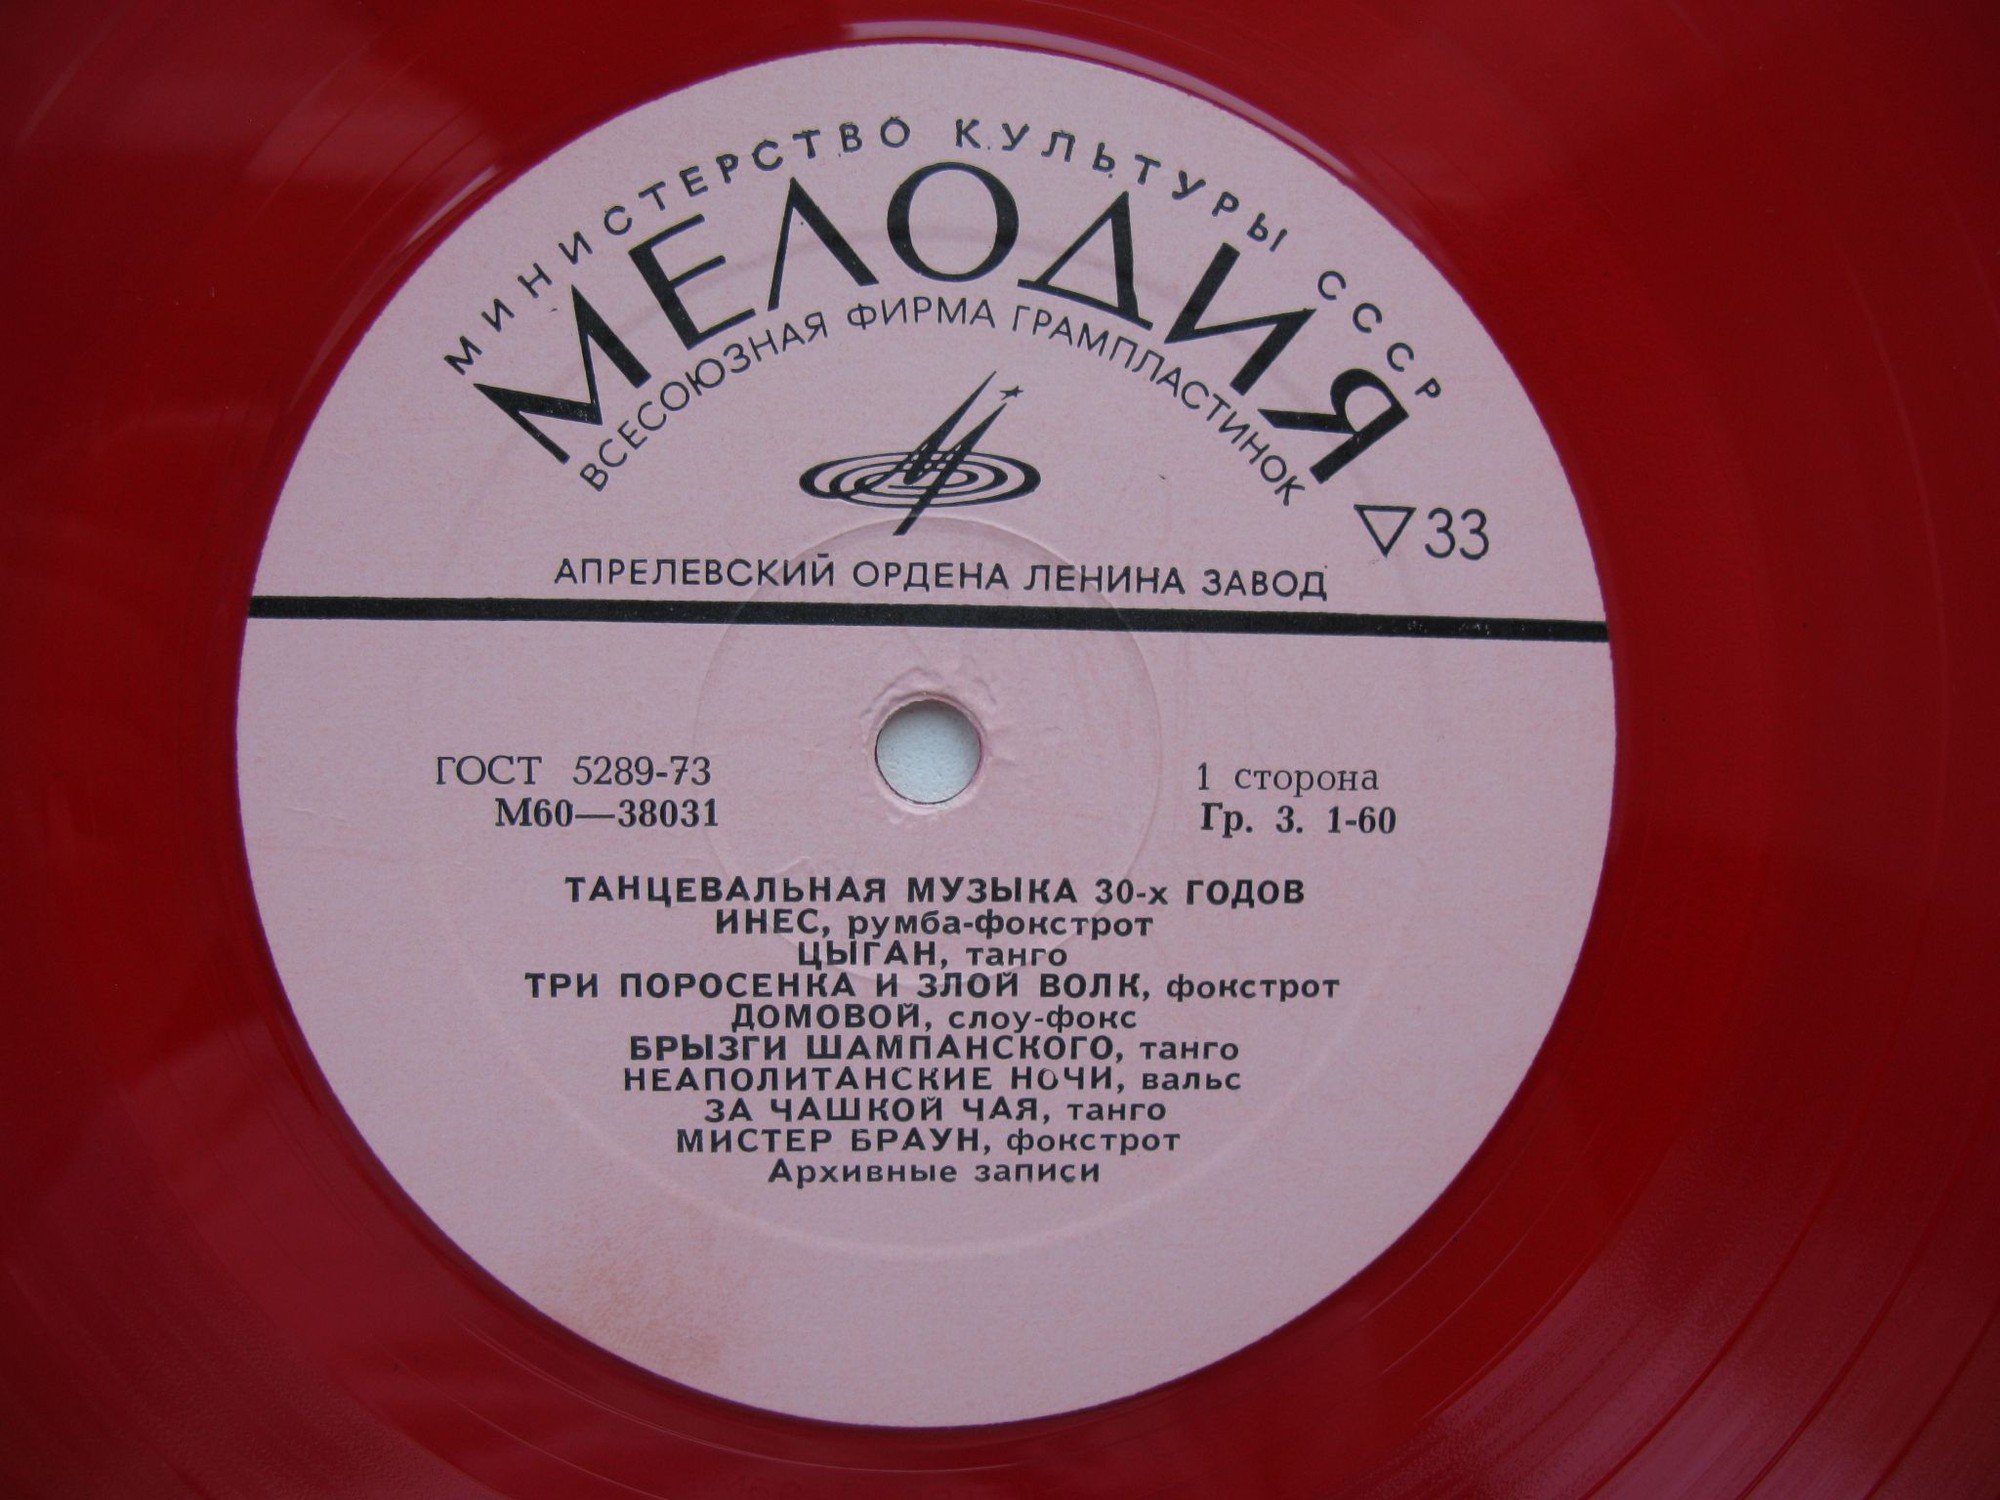 МИНИСТЕРСТВО КУЛЬТУРЫ СССР
МЕЛОДИЯ
ВСЕСОЮЗНАЯ ФИРМА ГРАМПЛАСТИНОК
33
АПРЕЛЕВСКИЙ ОРДЕНА ЛЕНИНА ЗАВОД
ГОСТ 5289-73
М60—38031
1 сторона
Гр. 3. 1-60
ТАНЦЕВАЛЬНАЯ МУЗЫКА 30-х ГОДОВ
ИНЕС, румба-фокстрот
ЦЫГАН, танго
ТРИ ПОРОСЕНКА И ЗЛОЙ ВОЛК, фокстрот
ДОМОВОЙ, слоу-фокс
БРЫЗГИ ШАМПАНСКОГО, танго
НЕАПОЛИТАНСКИЕ НОЧИ, вальс
ЗА ЧАШКОЙ ЧАЯ, танго
МИСТЕР БРАУН, фокстрот
Архивные записи